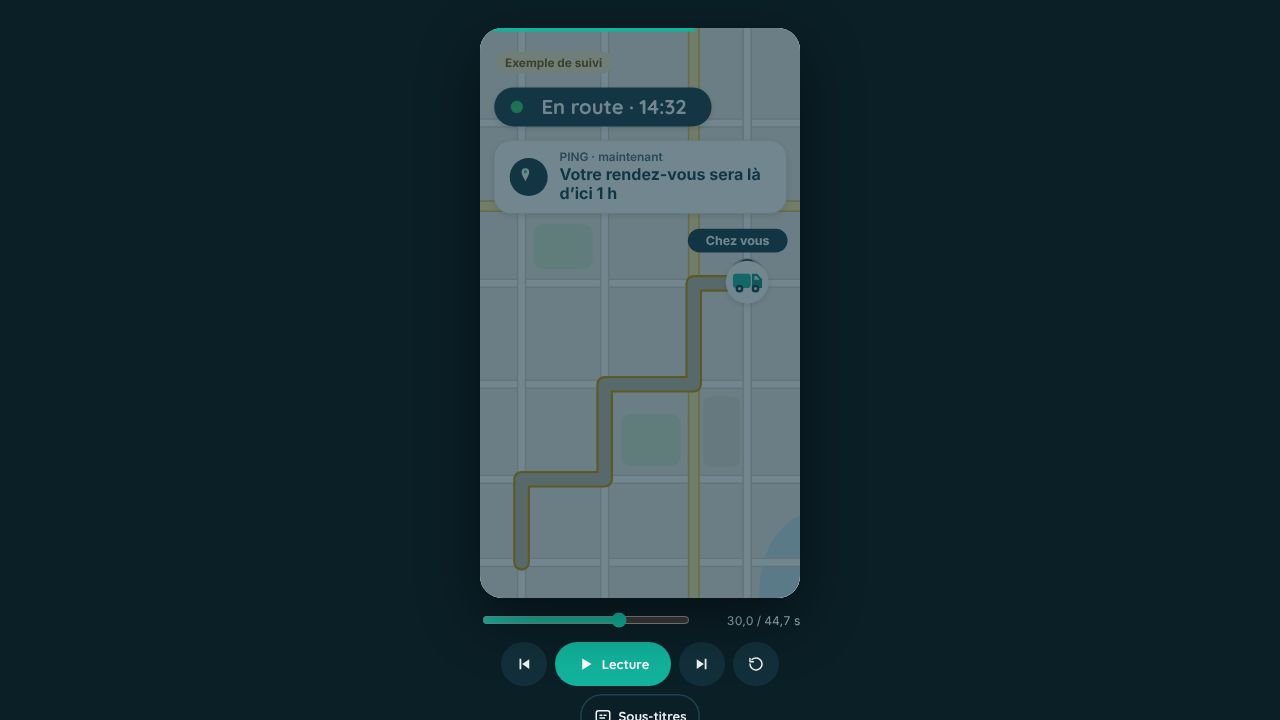 Exemple de suivi
En route · 14:32
PING · maintenant
Votre rendez-vous sera là
d’ici 1 h
Chez vous
30,0 / 44,7 s
Lecture
Sous-titres